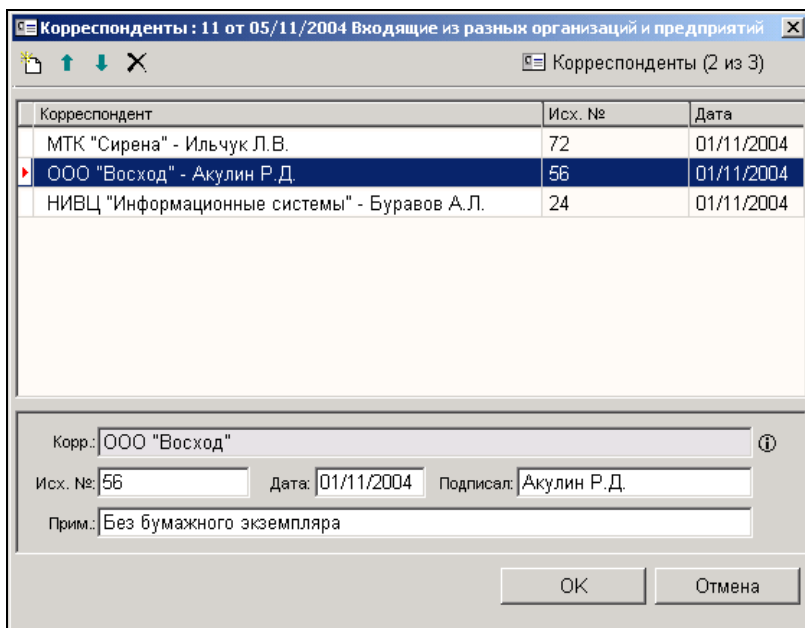 Корреспонденты : 11 от 05/11/2004 Входящие из разных организаций и предприятий
Корреспонденты (2 из 3)
Корреспондент Исх. № Дата
МТК "Сирена" - Ильчук Л.В. 72 01/11/2004
ООО "Восход" - Акулин Р.Д. 56 01/11/2004
НИВЦ "Информационные системы" - Буравов А.Л. 24 01/11/2004
Корр.: ООО "Восход"
Исх. №: 56 Дата: 01/11/2004 Подписал: Акулин Р.Д.
Прим.: Без бумажного экземпляра
OK Отмена